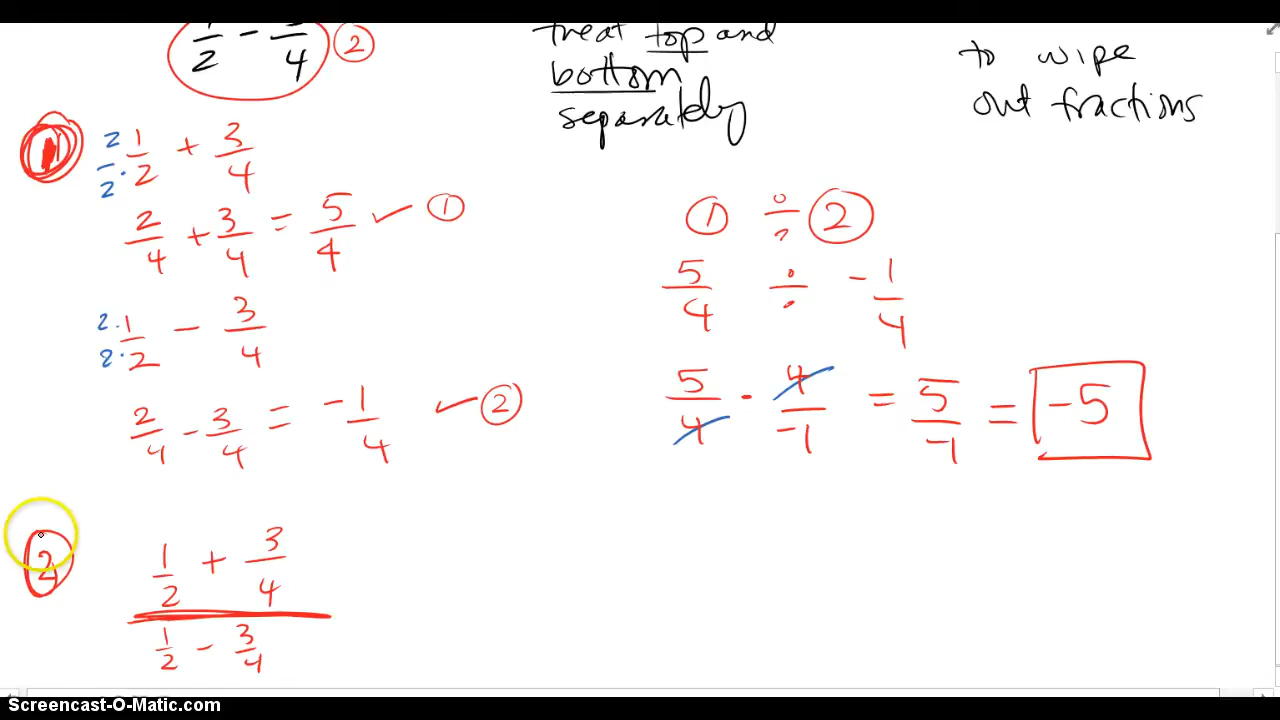 1/2 - 3/4 ②
treat top and
bottom
separately
to wipe
out fractions
① 2/2 · 1/2 + 3/4
2/4 + 3/4 = 5/4 ✓ ①
2· 1/2· 2 - 3/4
2/4 - 3/4 = -1/4 ✓ ②
① ÷ ②
5/4 ÷ -1/4
5/4 · 4/-1 = 5/-1 = -5
② 1/2 + 3/4
1/2 - 3/4
Screencast-O-Matic.com